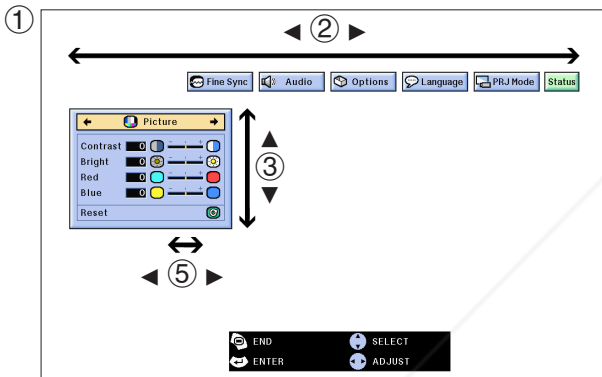 ①
◀ ② ▶
Fine Sync Audio Options Language PRJ Mode Status
← Picture →
Contrast 0 − +
Bright 0 − +
Red 0 − +
Blue 0 − +
Reset
▲
③
▼
◀ ⑤ ▶
END SELECT
ENTER ADJUST